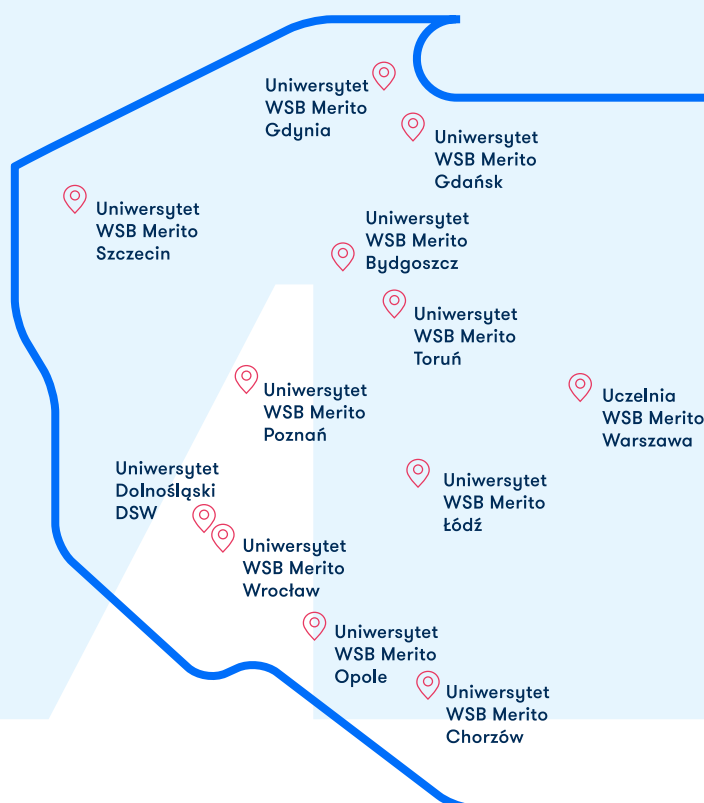 Uniwersytet
WSB Merito
Gdynia
Uniwersytet
WSB Merito
Gdańsk
Uniwersytet
WSB Merito
Szczecin
Uniwersytet
WSB Merito
Bydgoszcz
Uniwersytet
WSB Merito
Toruń
Uniwersytet
WSB Merito
Poznań
Uczelnia
WSB Merito
Warszawa
Uniwersytet
Dolnośląski
DSW
Uniwersytet
WSB Merito
Łódź
Uniwersytet
WSB Merito
Wrocław
Uniwersytet
WSB Merito
Opole
Uniwersytet
WSB Merito
Chorzów